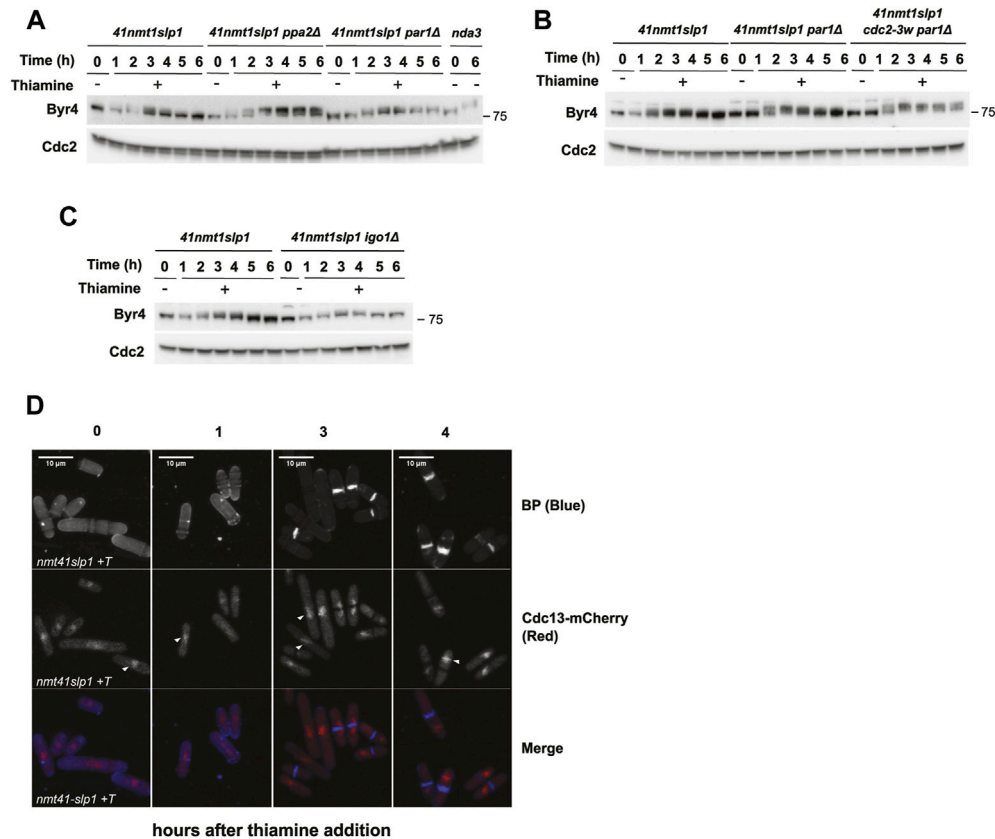 A
41nmt1slp1 41nmt1slp1 ppa2Δ 41nmt1slp1 par1Δ nda3
Time (h) 0 1 2 3 4 5 6 0 1 2 3 4 5 6 0 1 2 3 4 5 6 0 6
Thiamine - + - + - + - -
Byr4 – 75
Cdc2
B
41nmt1slp1 41nmt1slp1 par1Δ 41nmt1slp1
cdc2-3w par1Δ
Time (h) 0 1 2 3 4 5 6 0 1 2 3 4 5 6 0 1 2 3 4 5 6
Thiamine - + - + - +
Byr4 – 75
Cdc2
C
41nmt1slp1 41nmt1slp1 igo1Δ
Time (h) 0 1 2 3 4 5 6 0 1 2 3 4 5 6
Thiamine - + - +
Byr4 – 75
Cdc2
D
0 1 3 4
10 µm 10 µm 10 µm 10 µm
BP (Blue)
nmt41slp1 +T
Cdc13-mCherry
(Red)
nmt41slp1 +T
Merge
nmt41-slp1 +T
hours after thiamine addition